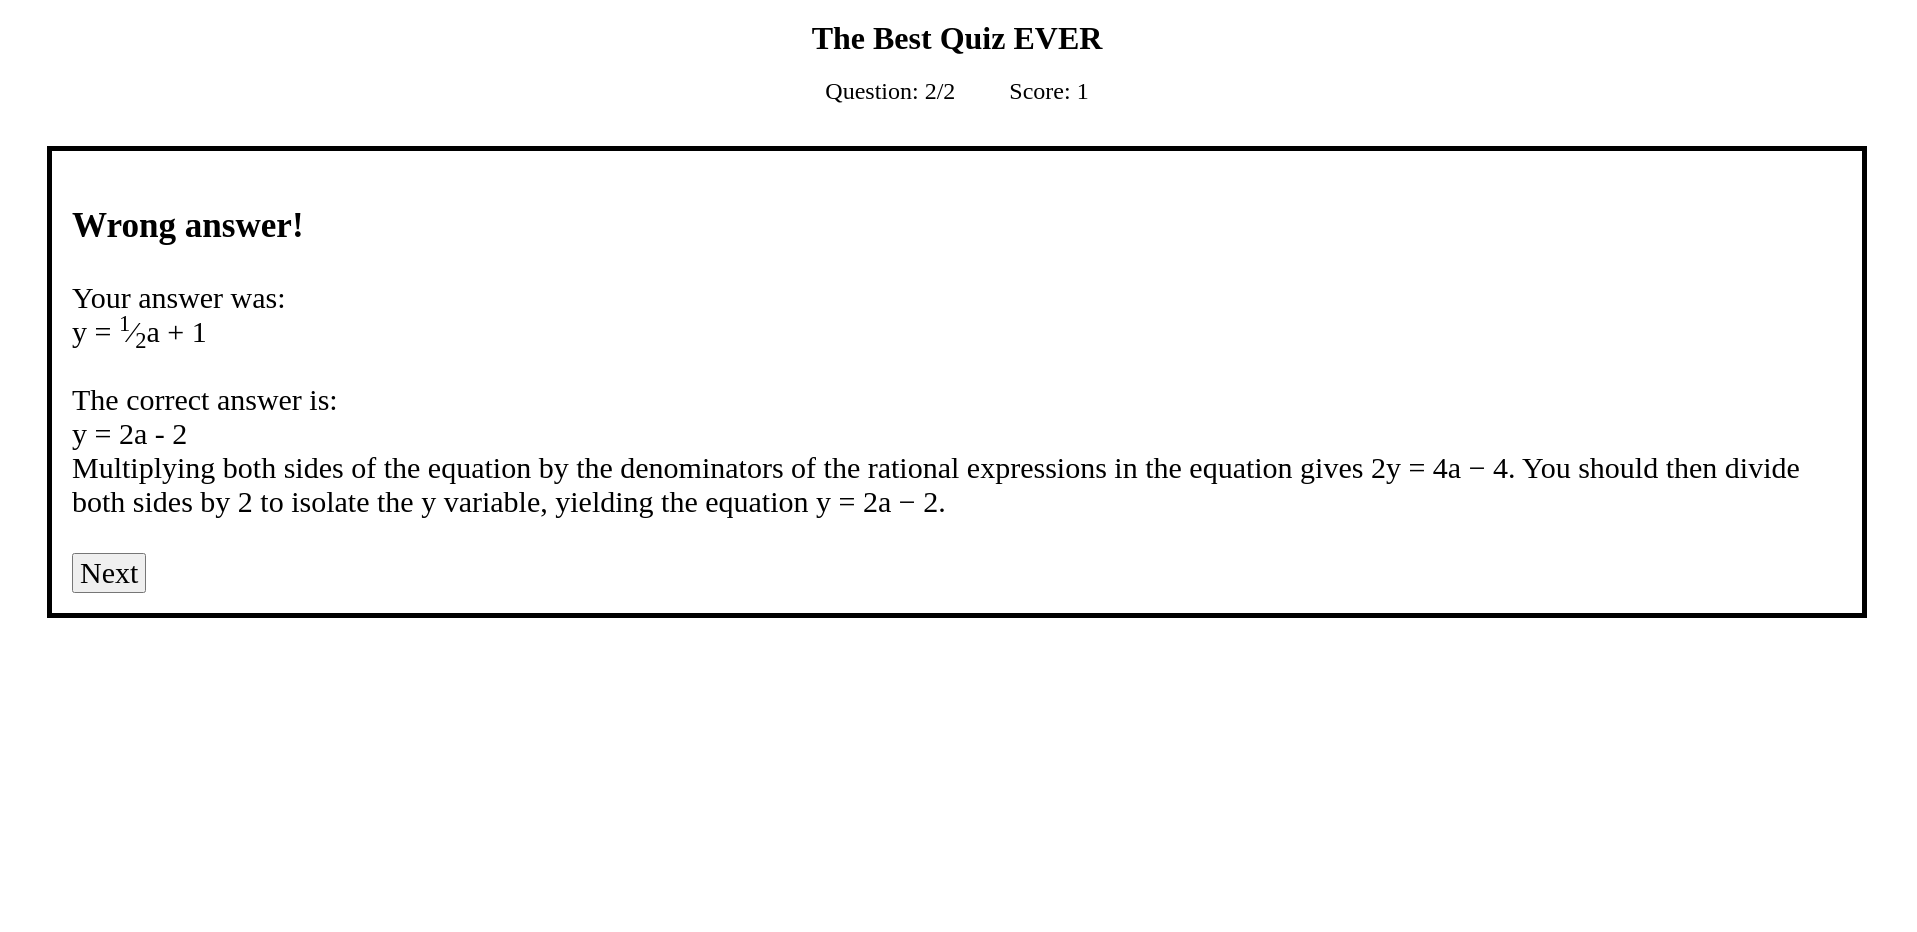 The Best Quiz EVER
Question: 2/2 Score: 1
Wrong answer!
Your answer was:
y = 1⁄2a + 1
The correct answer is:
y = 2a - 2
Multiplying both sides of the equation by the denominators of the rational expressions in the equation gives 2y = 4a − 4. You should then divide
both sides by 2 to isolate the y variable, yielding the equation y = 2a − 2.
Next